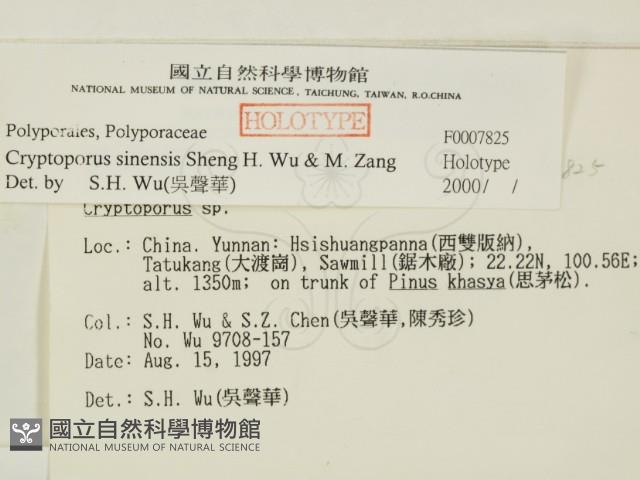 國立自然科學博物館
NATIONAL MUSEUM OF NATURAL SCIENCE, TAICHUNG, TAIWAN, R.O.CHINA
HOLOTYPE
Polyporales, Polyporaceae F0007825
Cryptoporus sinensis Sheng H. Wu & M. Zang Holotype
Det. by S.H. Wu(吳聲華) 2000/ /
825
Cryptoporus sp.
Loc.: China. Yunnan: Hsishuangpanna(西雙版納),
Tatukang(大渡崗), Sawmill(鋸木廠); 22.22N, 100.56E;
alt. 1350m; on trunk of Pinus khasya(思茅松).
Col.: S.H. Wu & S.Z. Chen(吳聲華,陳秀珍)
No. Wu 9708-157
Date: Aug. 15, 1997
Det.: S.H. Wu(吳聲華)
國立自然科學博物館
NATIONAL MUSEUM OF NATURAL SCIENCE